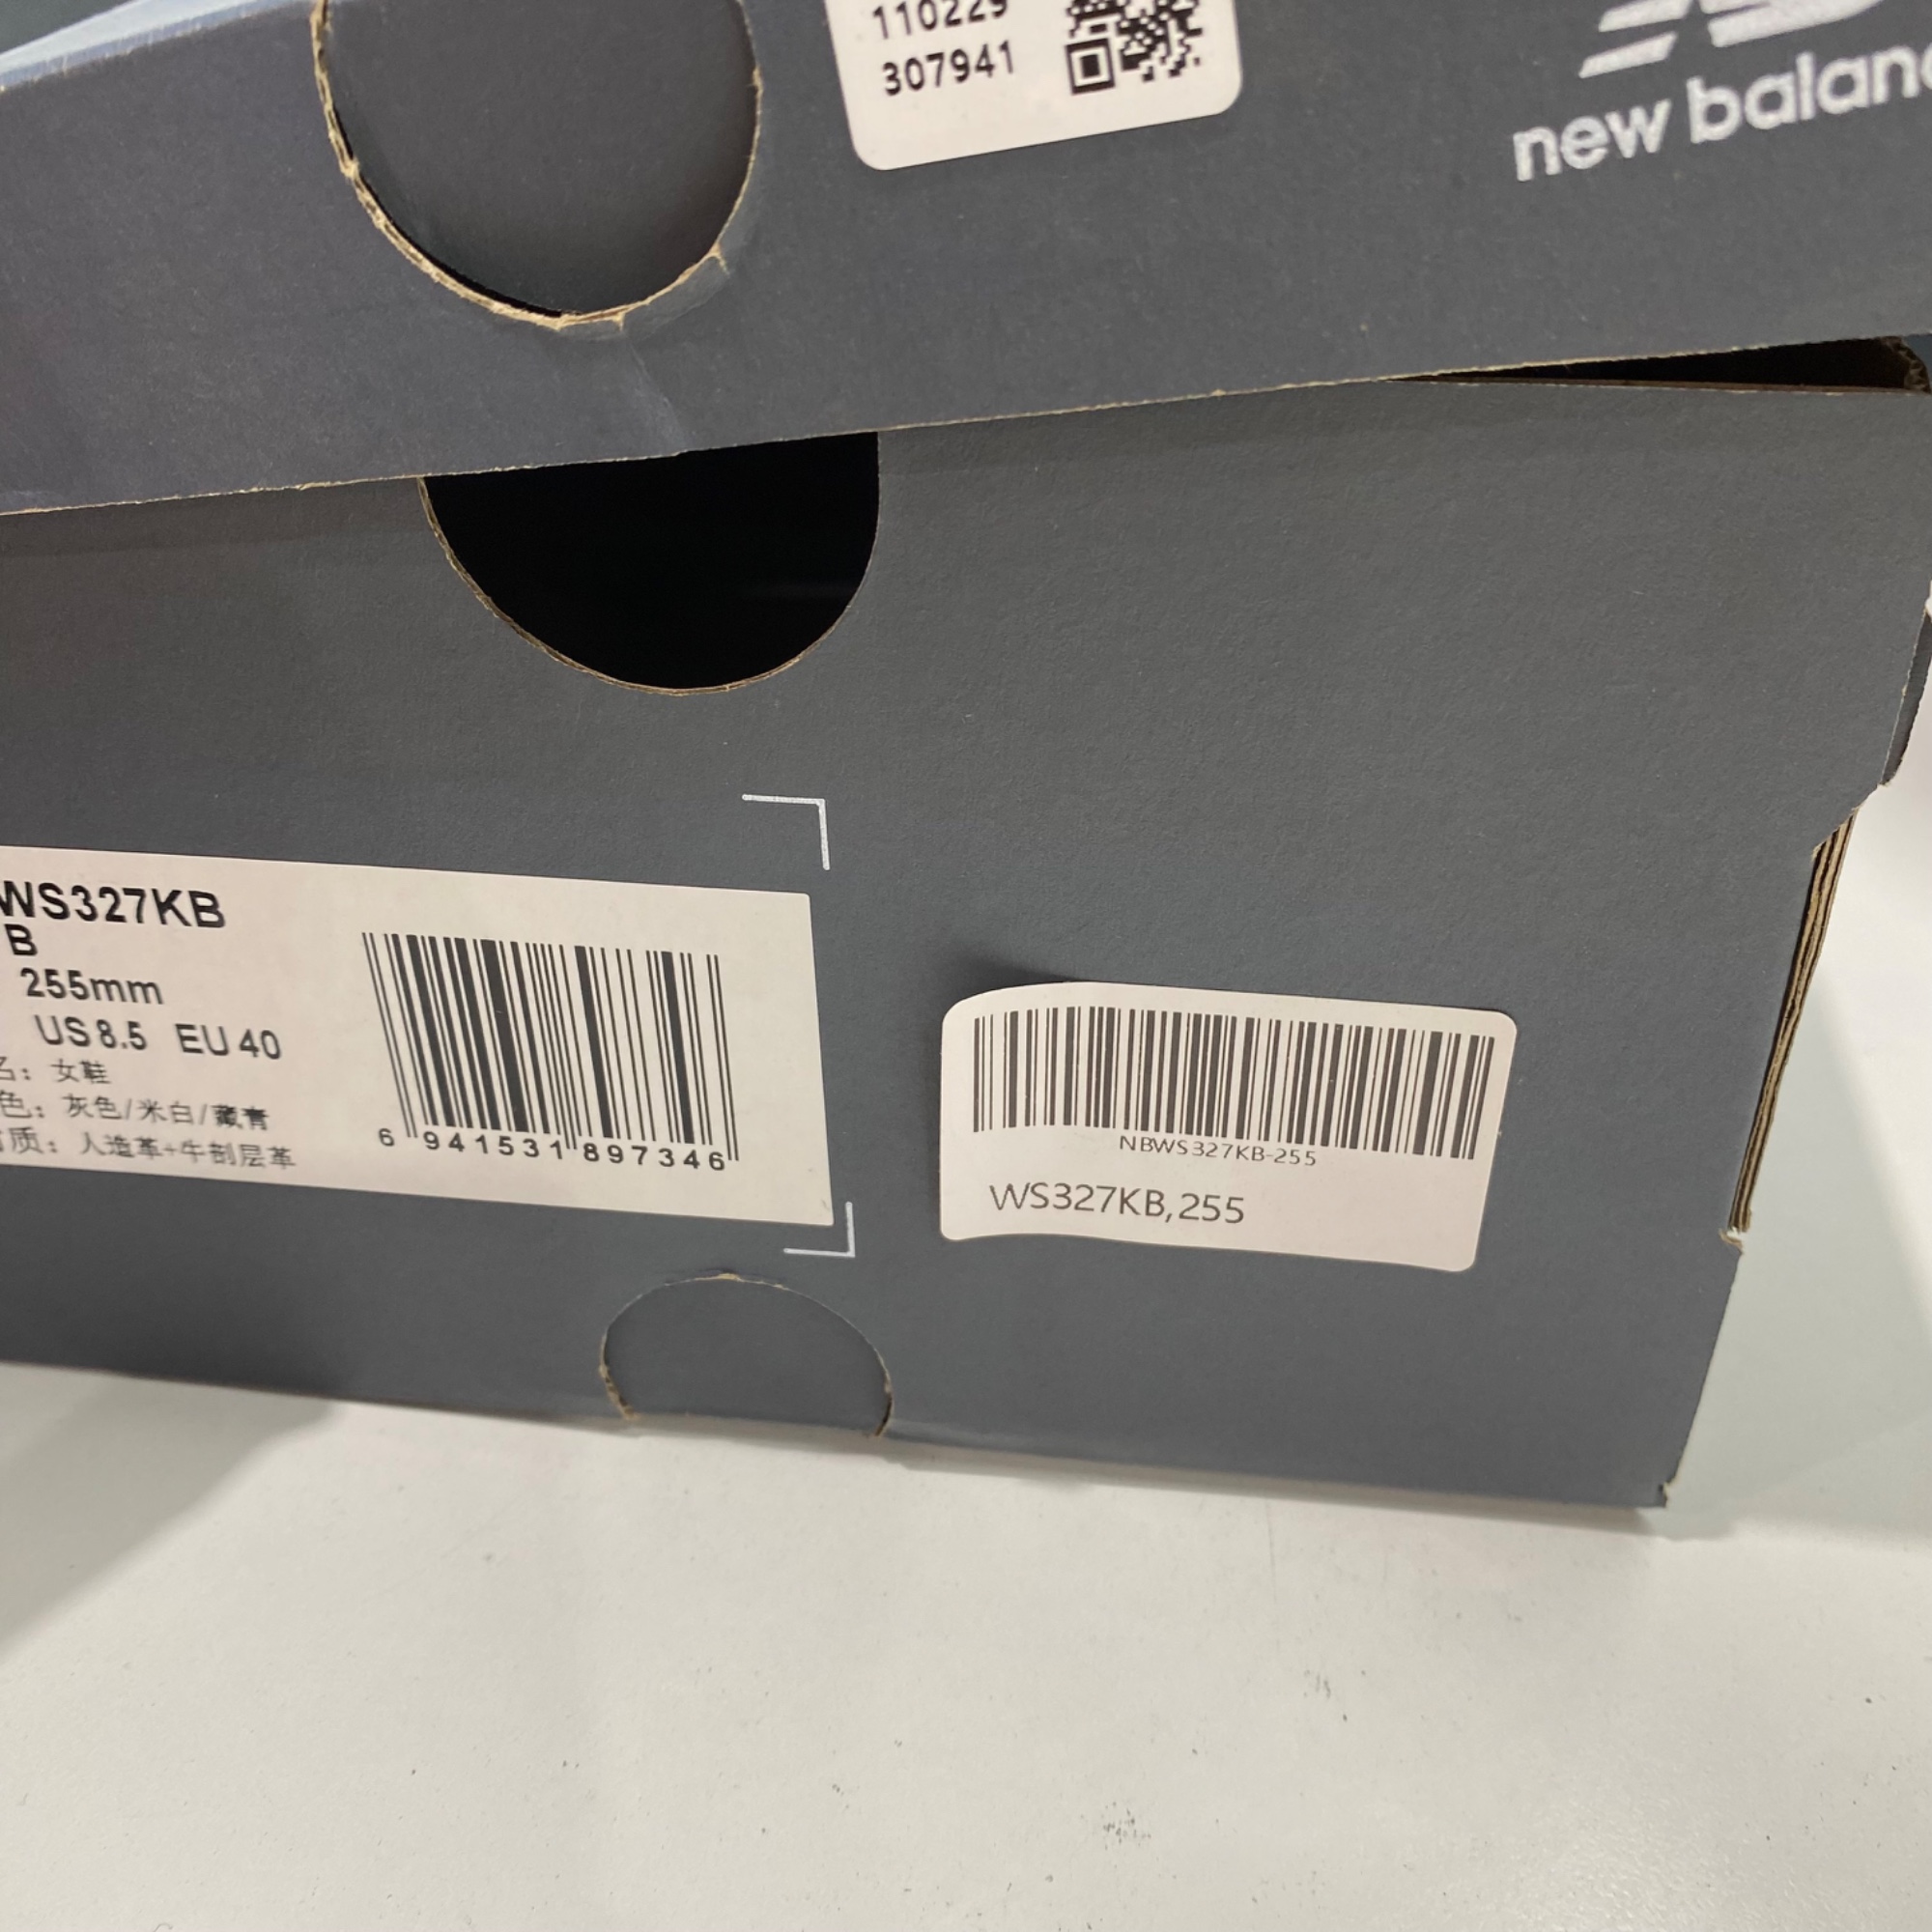 110229
307941
new balanc
WS327KB
B
255mm
US 8.5 EU 40
名：女鞋
色：灰色/米白/藏青
质：人造革+牛剖层革
6 941531 897346
NBWS327KB-255
WS327KB,255